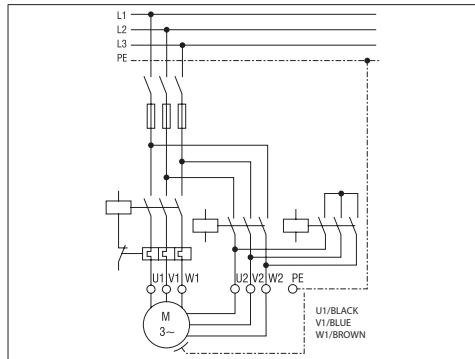 L1
L2
L3
PE
U1 V1 W1 U2 V2 W2 PE
M
3~
U1/BLACK
V1/BLUE
W1/BROWN